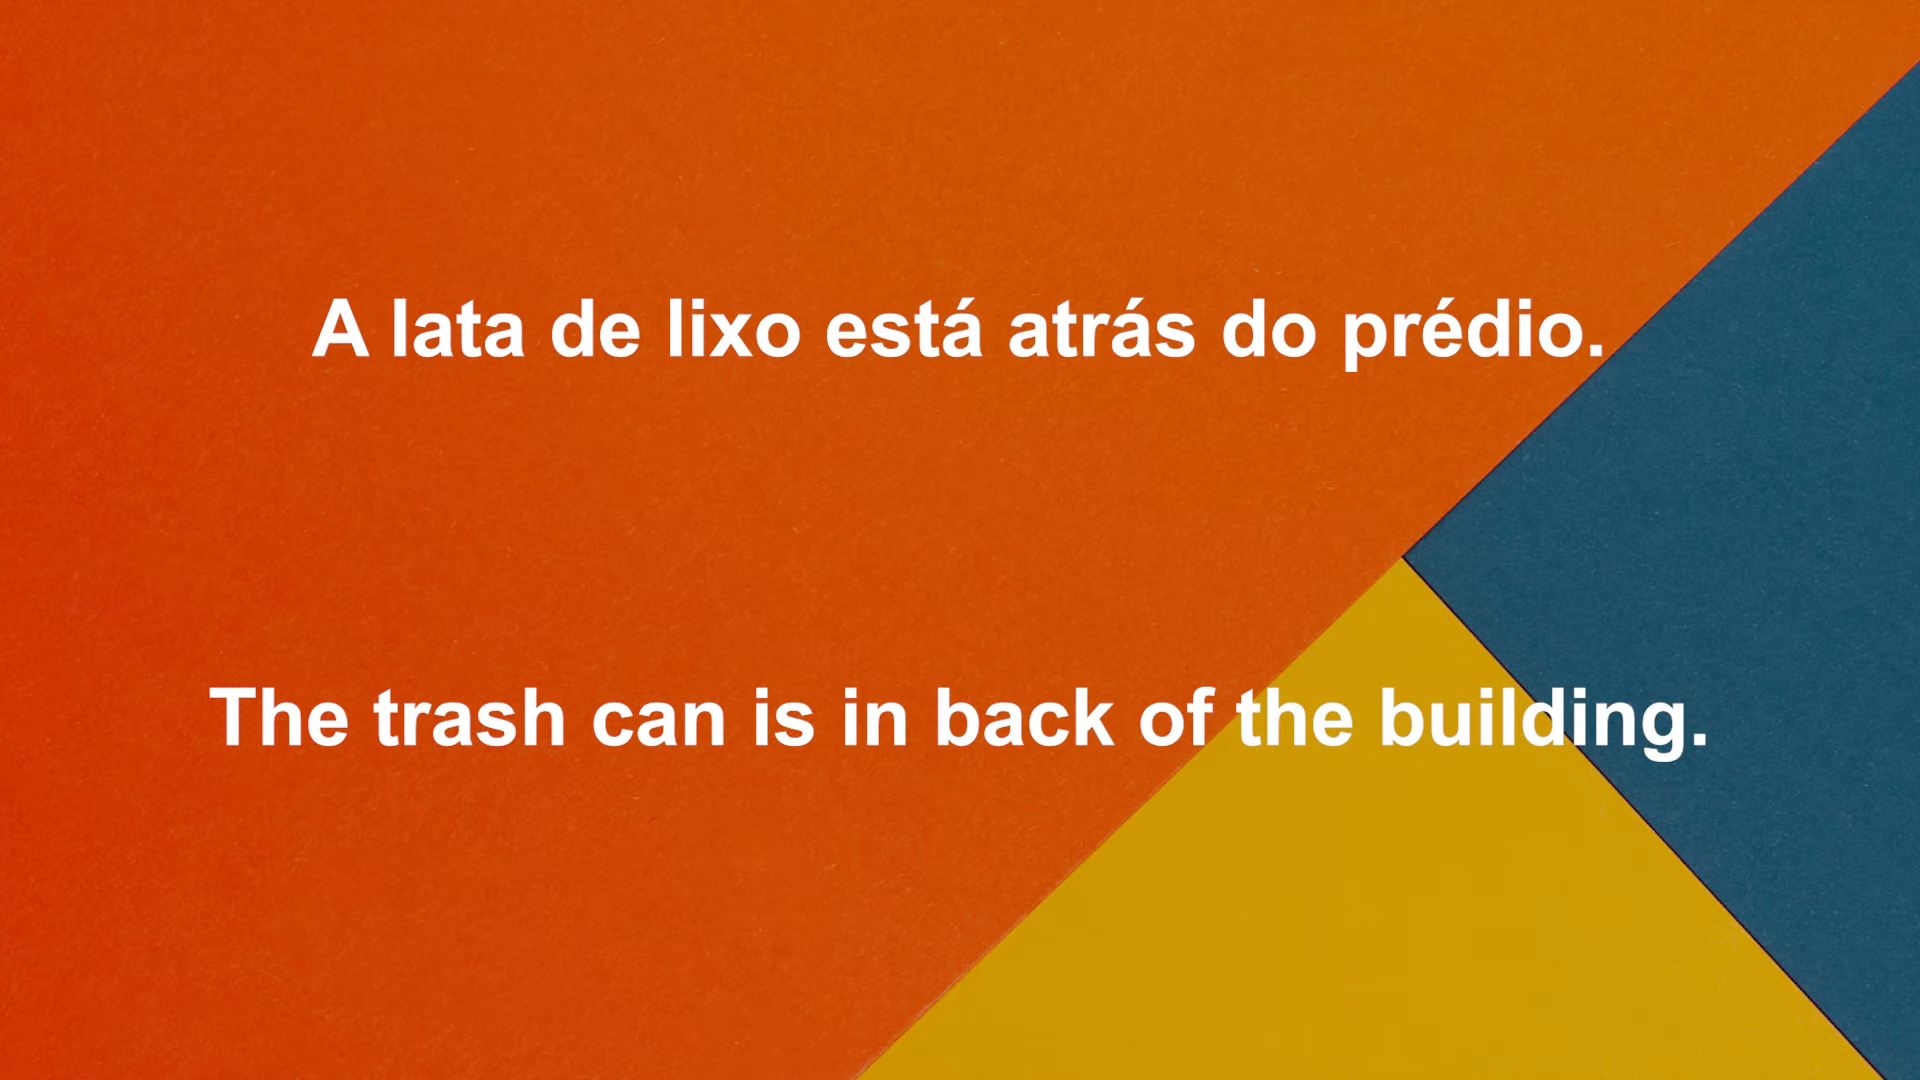 A lata de lixo está atrás do prédio.
The trash can is in back of the building.